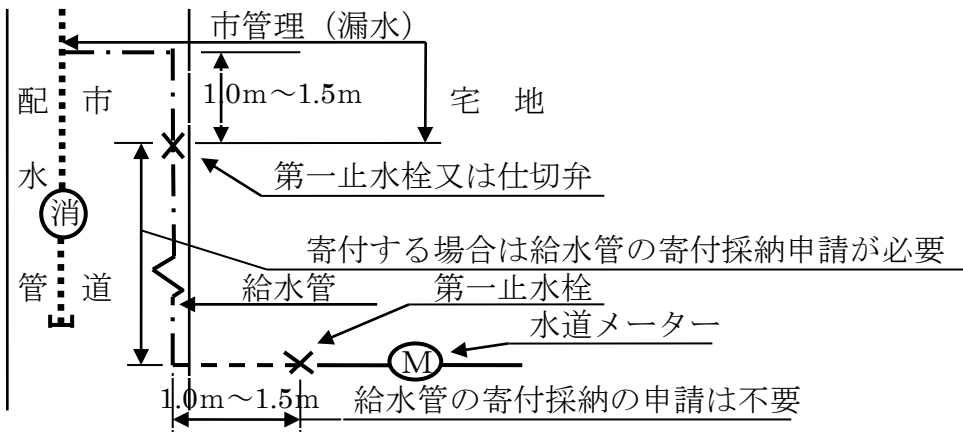 市管理（漏水）
1.0m～1.5m
宅 地
配 市
第一止水栓又は仕切弁
水
消
寄付する場合は給水管の寄付採納申請が必要
管 道
給水管
第一止水栓
水道メーター
M
1.0m～1.5m
給水管の寄付採納の申請は不要